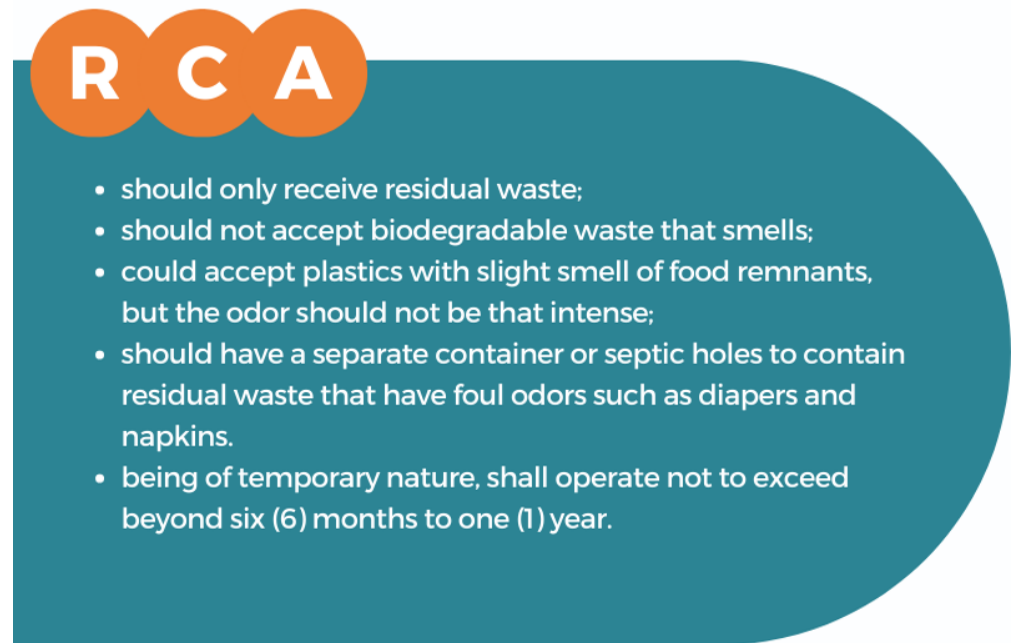 R C A
• should only receive residual waste;
• should not accept biodegradable waste that smells;
• could accept plastics with slight smell of food remnants,
but the odor should not be that intense;
• should have a separate container or septic holes to contain
residual waste that have foul odors such as diapers and
napkins.
• being of temporary nature, shall operate not to exceed
beyond six (6) months to one (1) year.